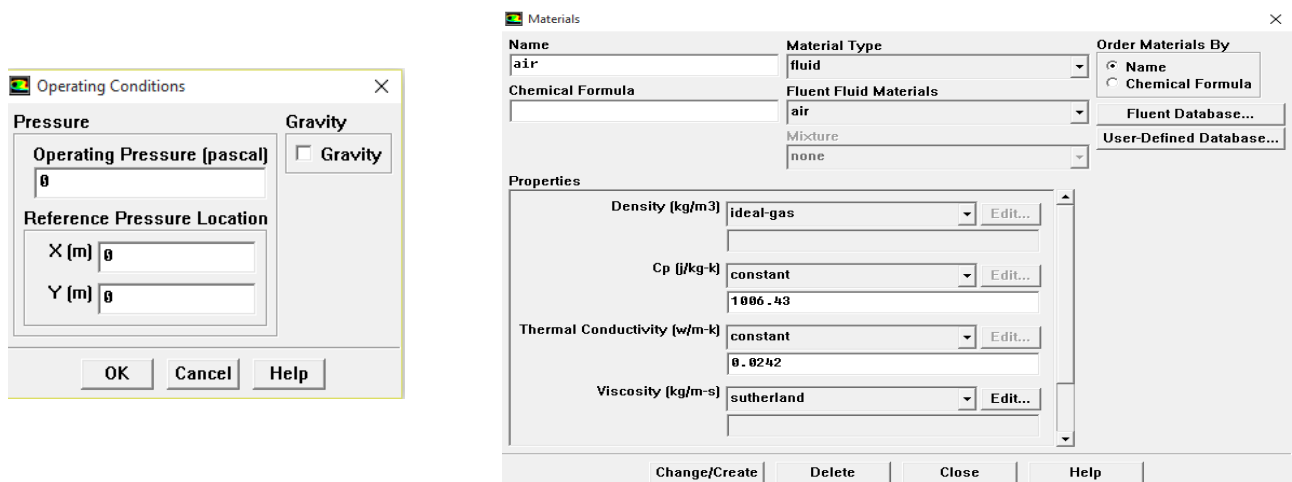 Operating Conditions
Pressure
Gravity
Operating Pressure (pascal)
Gravity
0
Reference Pressure Location
X (m) 0
Y (m) 0
OK Cancel Help
Materials
Name
Material Type
Order Materials By
air
fluid
Name
Chemical Formula
Chemical Formula
Fluent Fluid Materials
air
Fluent Database...
Mixture
User-Defined Database...
none
Properties
Density (kg/m3) ideal-gas Edit...
Cp (j/kg-k) constant Edit...
1006.43
Thermal Conductivity (w/m-k) constant Edit...
0.0242
Viscosity (kg/m-s) sutherland Edit...
Change/Create Delete Close Help